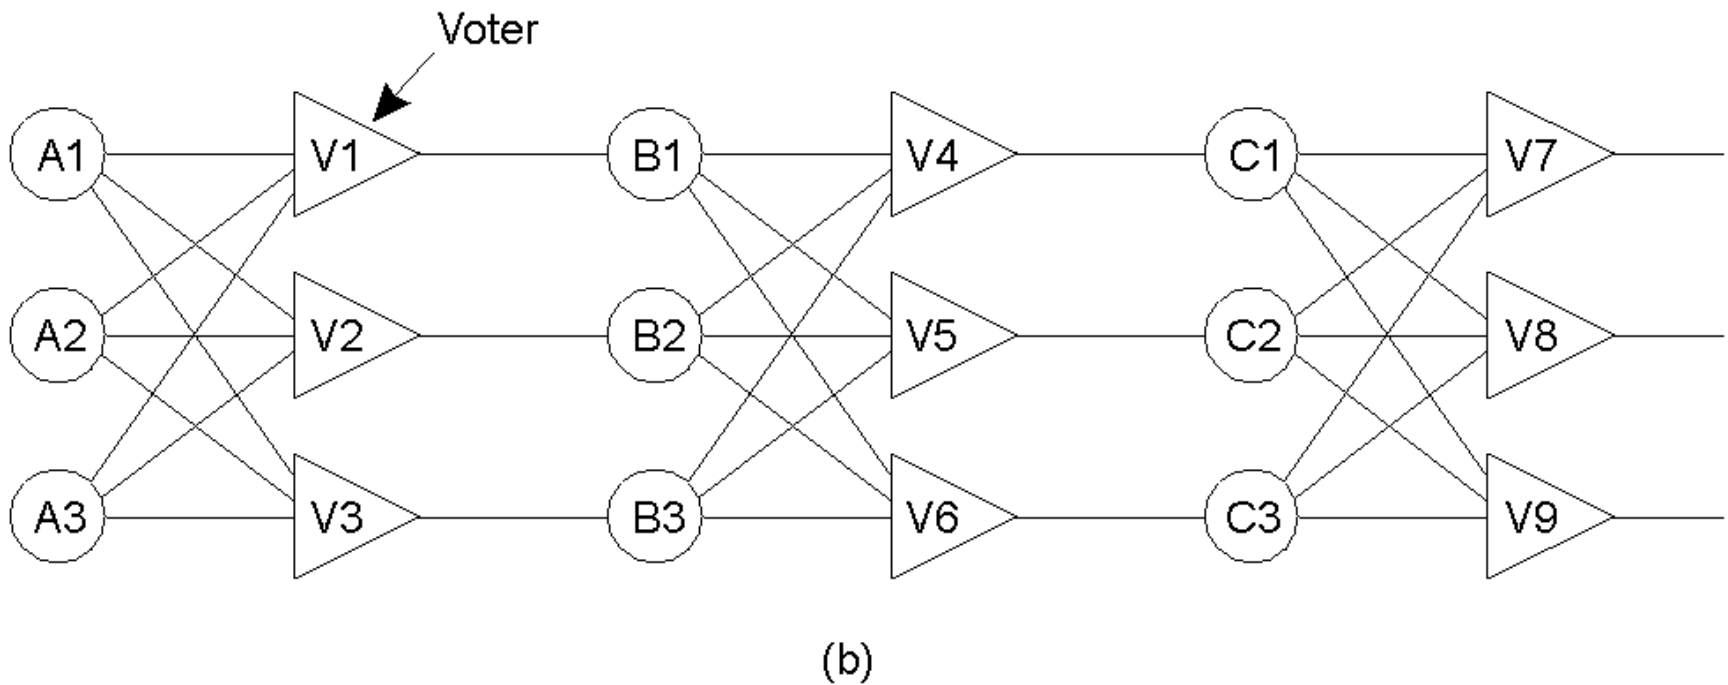 Voter
A1 V1 B1 V4 C1 V7
A2 V2 B2 V5 C2 V8
A3 V3 B3 V6 C3 V9
(b)